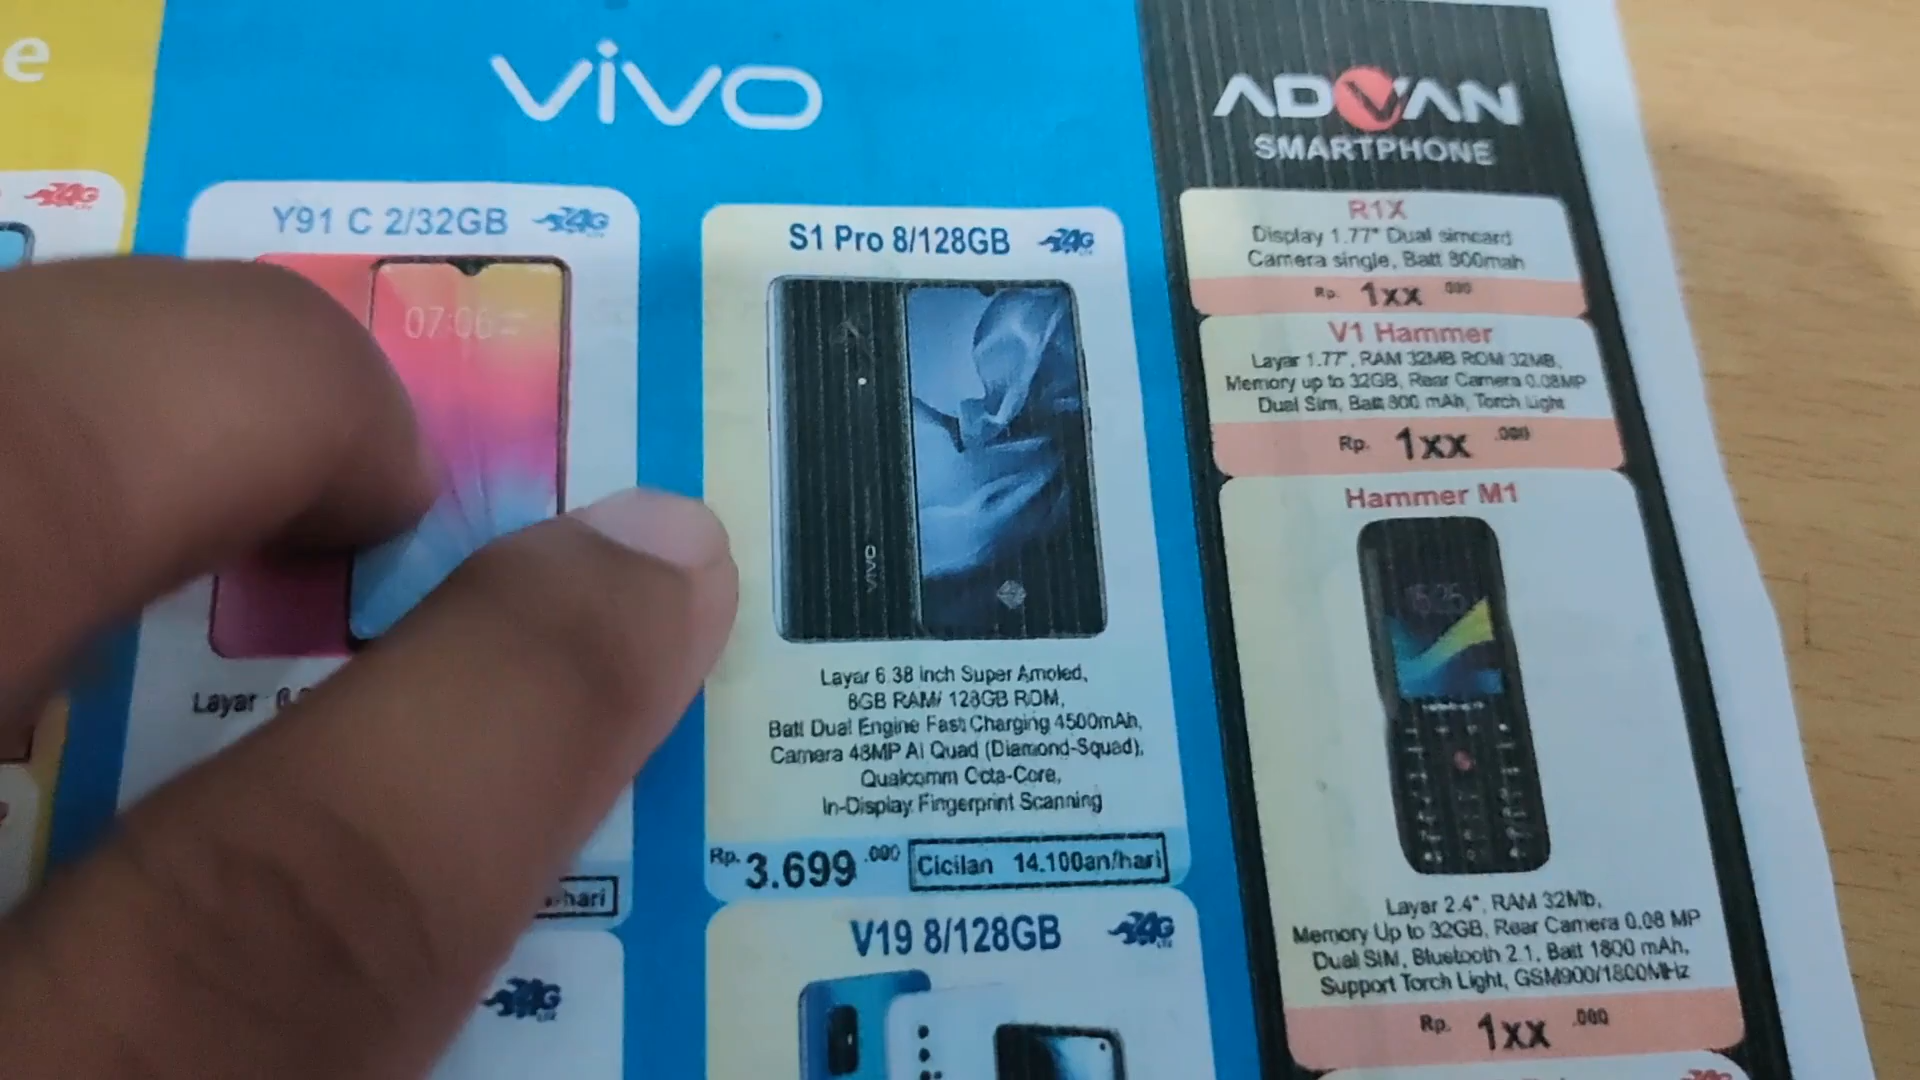 e
vivo
Y91 C 2/32GB 4G
07:06
Layar
/hari
4G
S1 Pro 8/128GB 4G
vivo
Layar 6.38 inch Super Amoled,
8GB RAM/ 128GB ROM,
Batt Dual Engine Fast Charging 4500mAh,
Camera 48MP AI Quad (Diamond-Squad),
Qualcomm Octa-Core,
In-Display Fingerprint Scanning
Rp. 3.699 .000 Cicilan 14.100an/hari
V19 8/128GB 4G
ADVAN
SMARTPHONE
R1X
Display 1.77" Dual simcard
Camera single, Batt 800mah
Rp. 1xx .000
V1 Hammer
Layar 1.77", RAM 32MB ROM 32MB,
Memory up to 32GB, Rear Camera 0.08MP
Dual Sim, Batt 800 mAh, Torch Light
Rp. 1xx .000
Hammer M1
15:25
Layar 2.4", RAM 32Mb,
Memory Up to 32GB, Rear Camera 0.08 MP
Dual SIM, Bluetooth 2.1, Batt 1800 mAh,
Support Torch Light, GSM900/1800MHz
Rp. 1xx .000